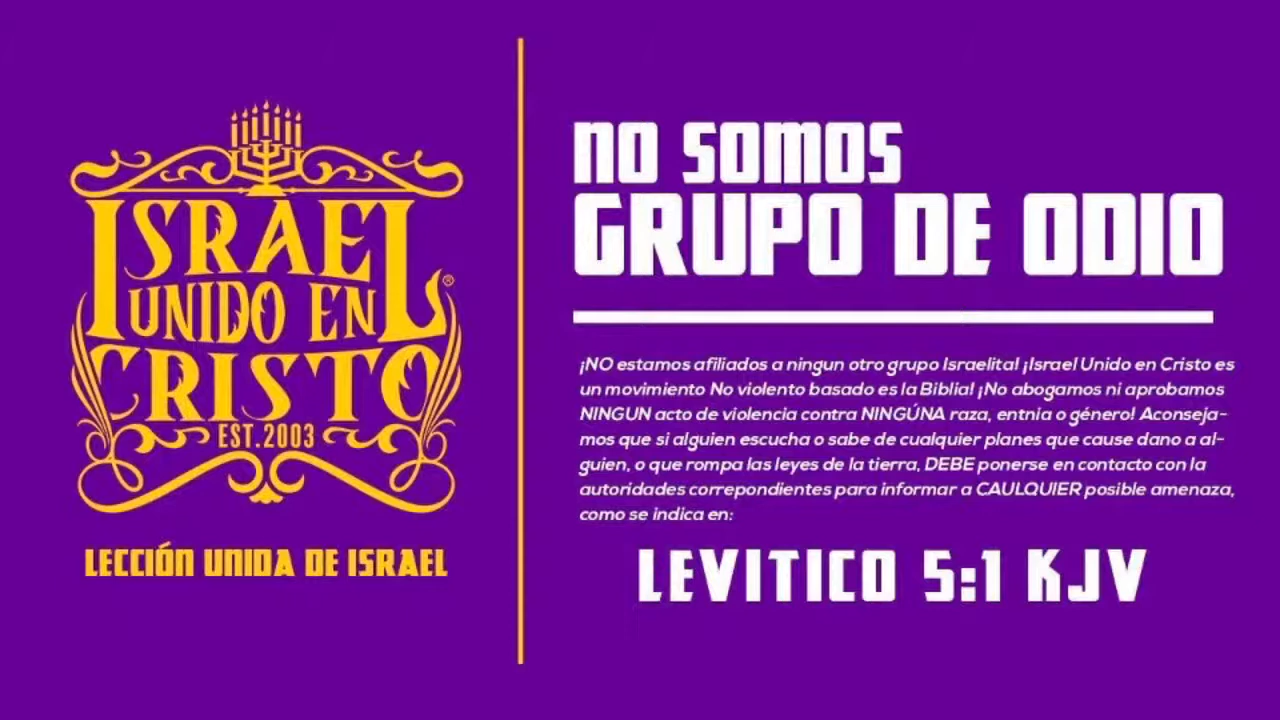 ISRAEL
UNIDO EN
CRISTO
EST.2003
LECCIÓN UNIDA DE ISRAEL
NO SOMOS
GRUPO DE ODIO
¡NO estamos afiliados a ningun otro grupo Israelita! ¡Israel Unido en Cristo es
un movimiento No violento basado es la Biblia! ¡No abogamos ni aprobamos
NINGUN acto de violencia contra NINGÚNA raza, entnia o género! Aconseja-
mos que si alguien escucha o sabe de cualquier planes que cause dano a al-
guien, o que rompa las leyes de la tierra, DEBE ponerse en contacto con la
autoridades correpondientes para informar a CAULQUIER posible amenaza,
como se indica en:
LEVITICO 5:1 KJV